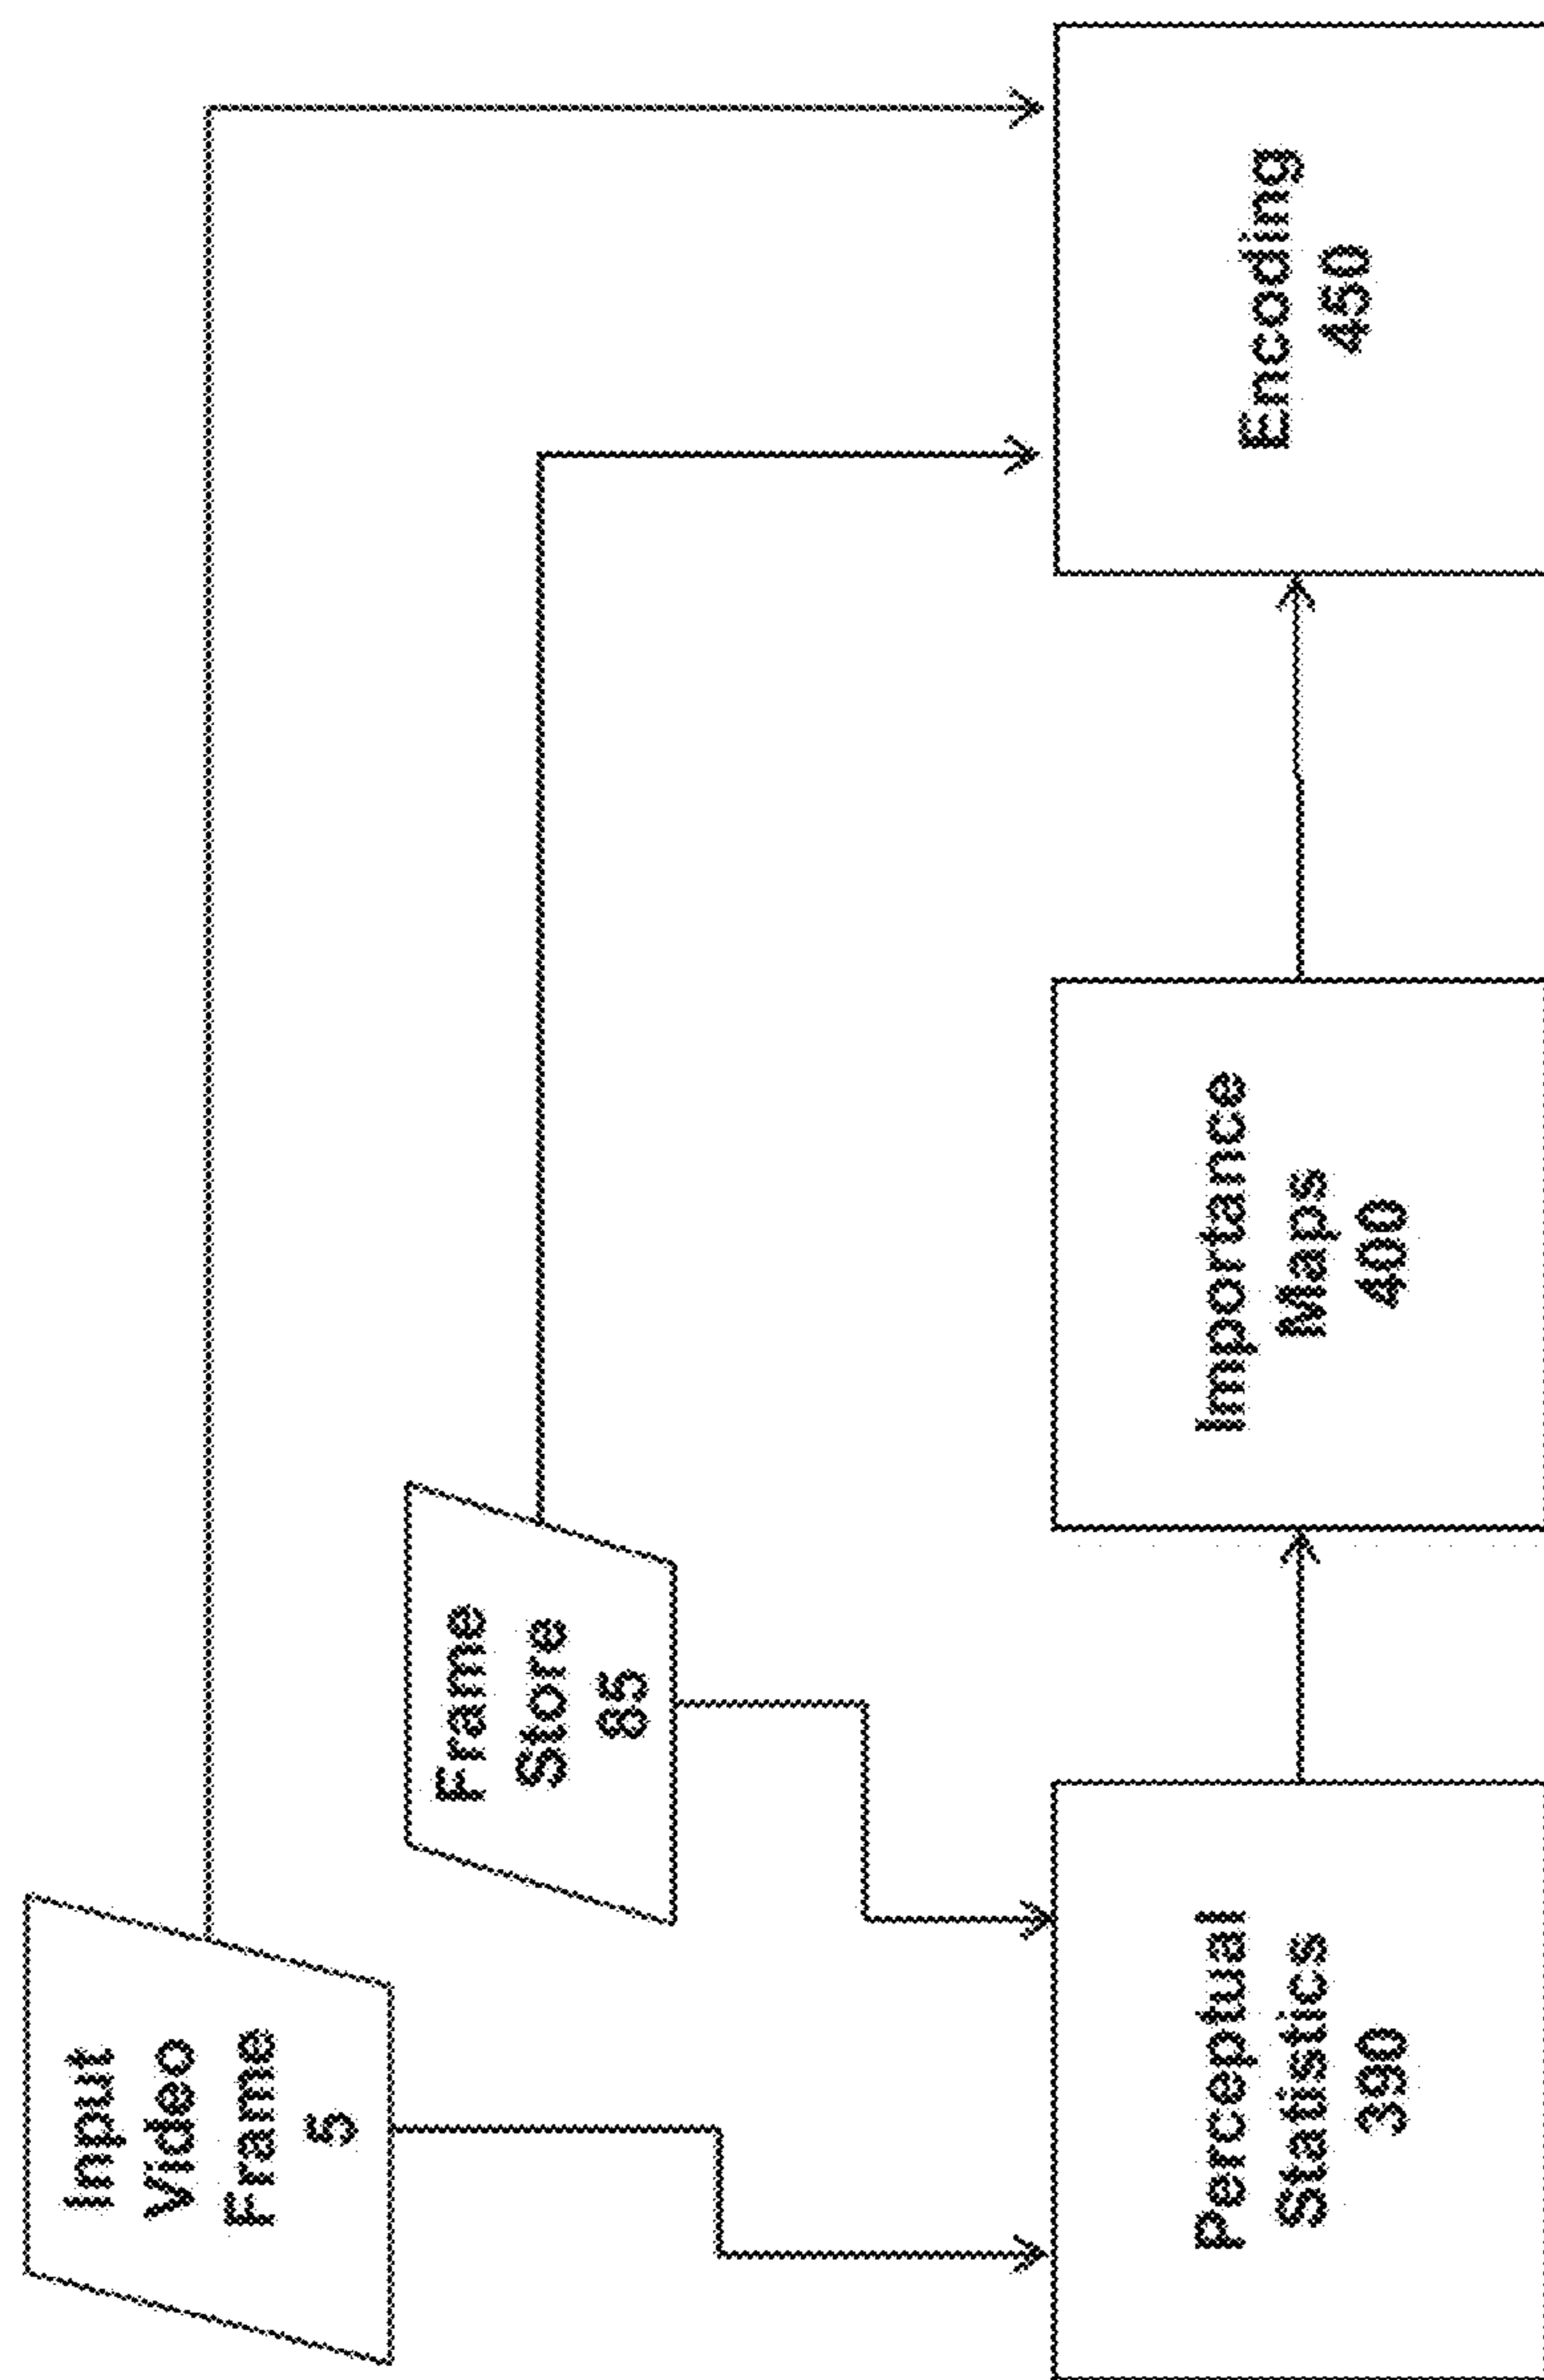 Input
Video
Frame
5
Frame
Store
85
Perceptual
Statistics
390
Importance
Maps
400
Encoding
450